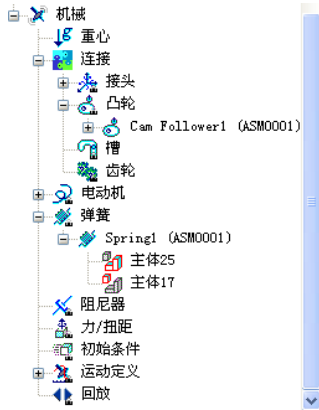 机械
重心
连接
接头
凸轮
Cam Follower1 (ASM0001)
槽
齿轮
电动机
弹簧
Spring1 (ASM0001)
主体25
主体17
阻尼器
力/扭距
初始条件
运动定义
回放